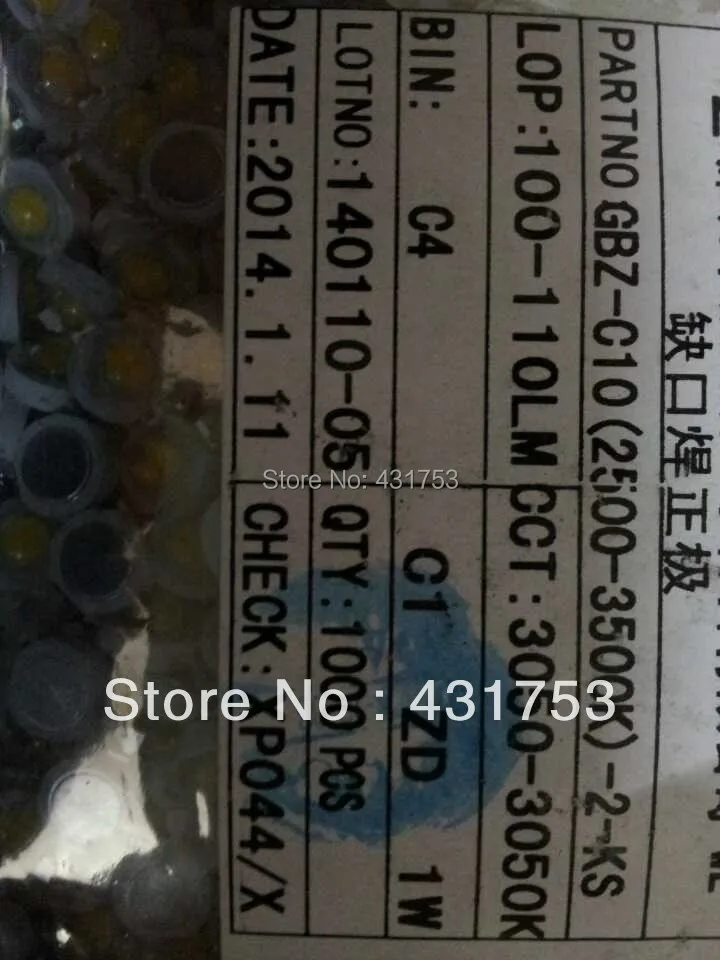 缺口焊正极
PARTNO GBZ-C10(2500-3500K)-2-KS
LOP:100-110LM CCT:3050-3050K
BIN: C4 C1 ZD 1W
LOTNO:140110-05 QTY:1000 PCS
DATE:2014.1.11 CHECK:XP044/X
Store No: 431753
Store No : 431753